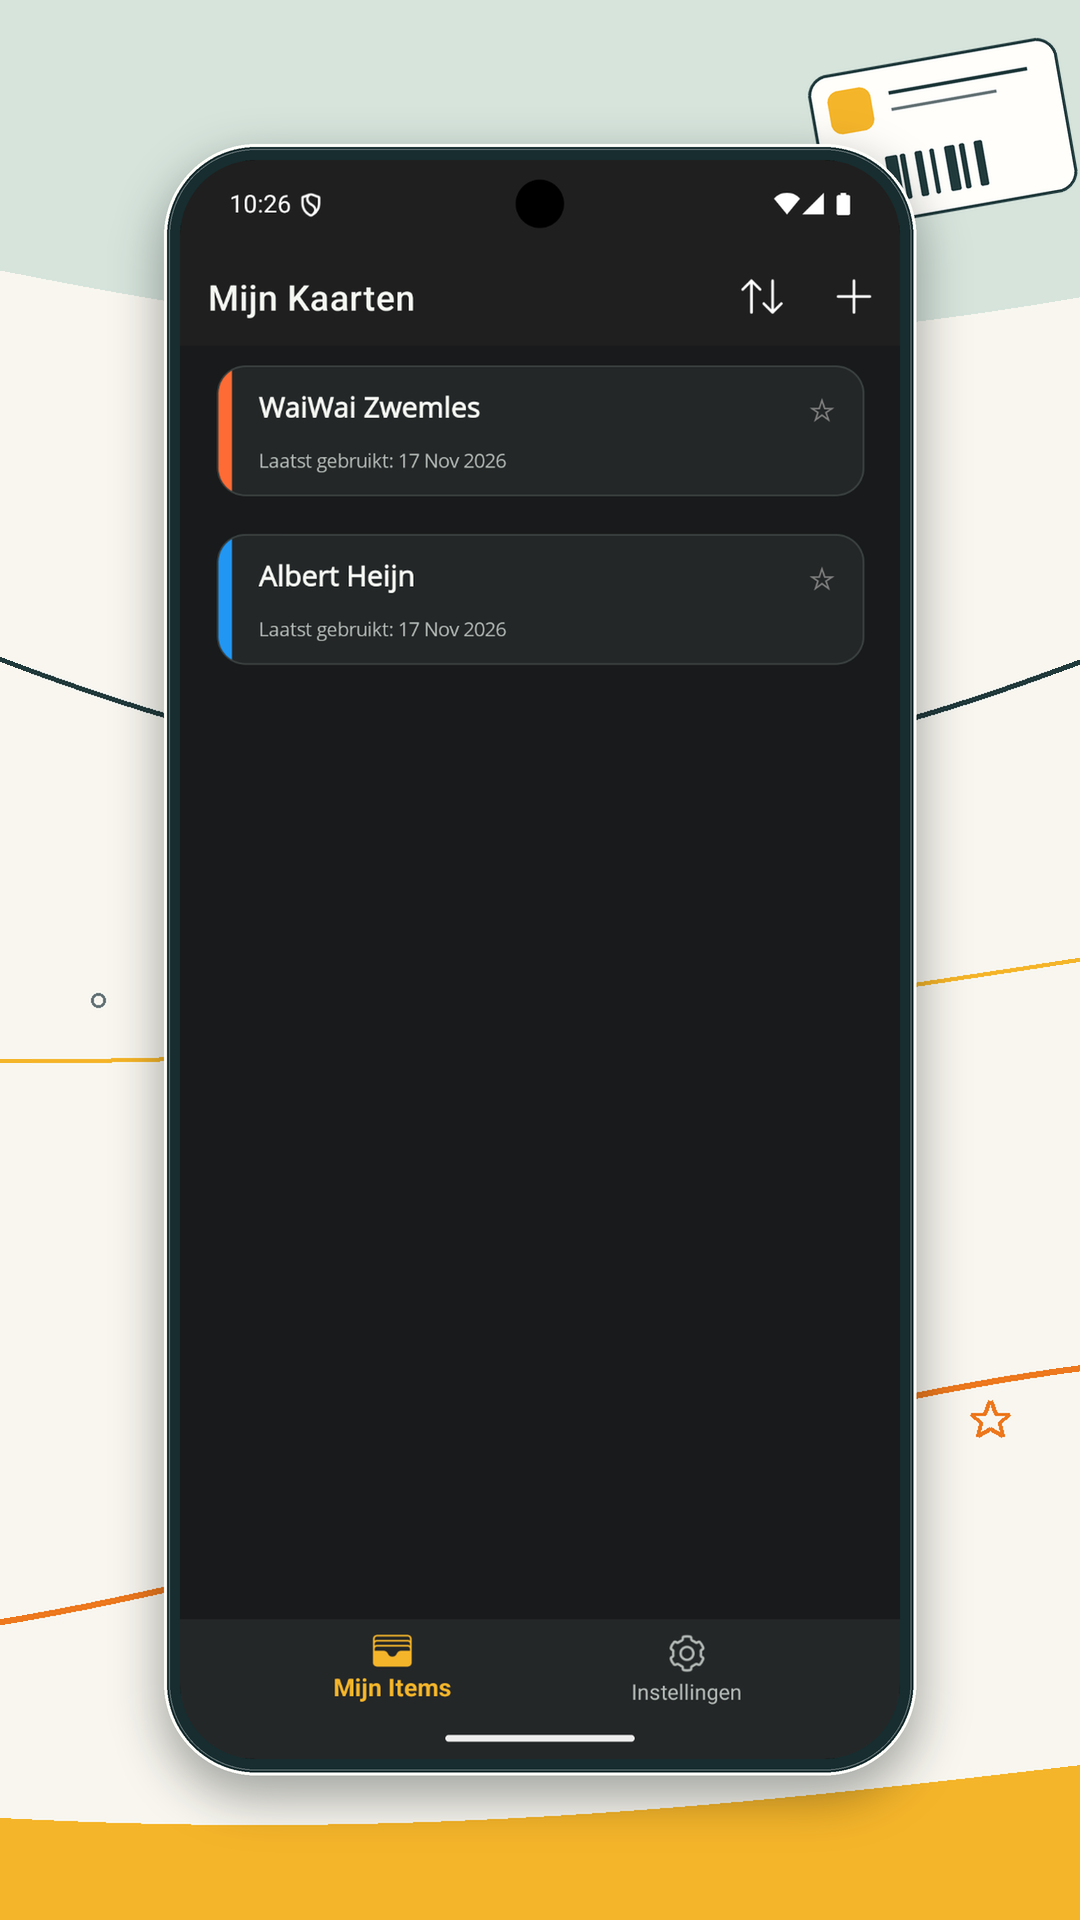 10:26
Mijn Kaarten
WaiWai Zwemles
Laatst gebruikt: 17 Nov 2026
Albert Heijn
Laatst gebruikt: 17 Nov 2026
Mijn Items
Instellingen